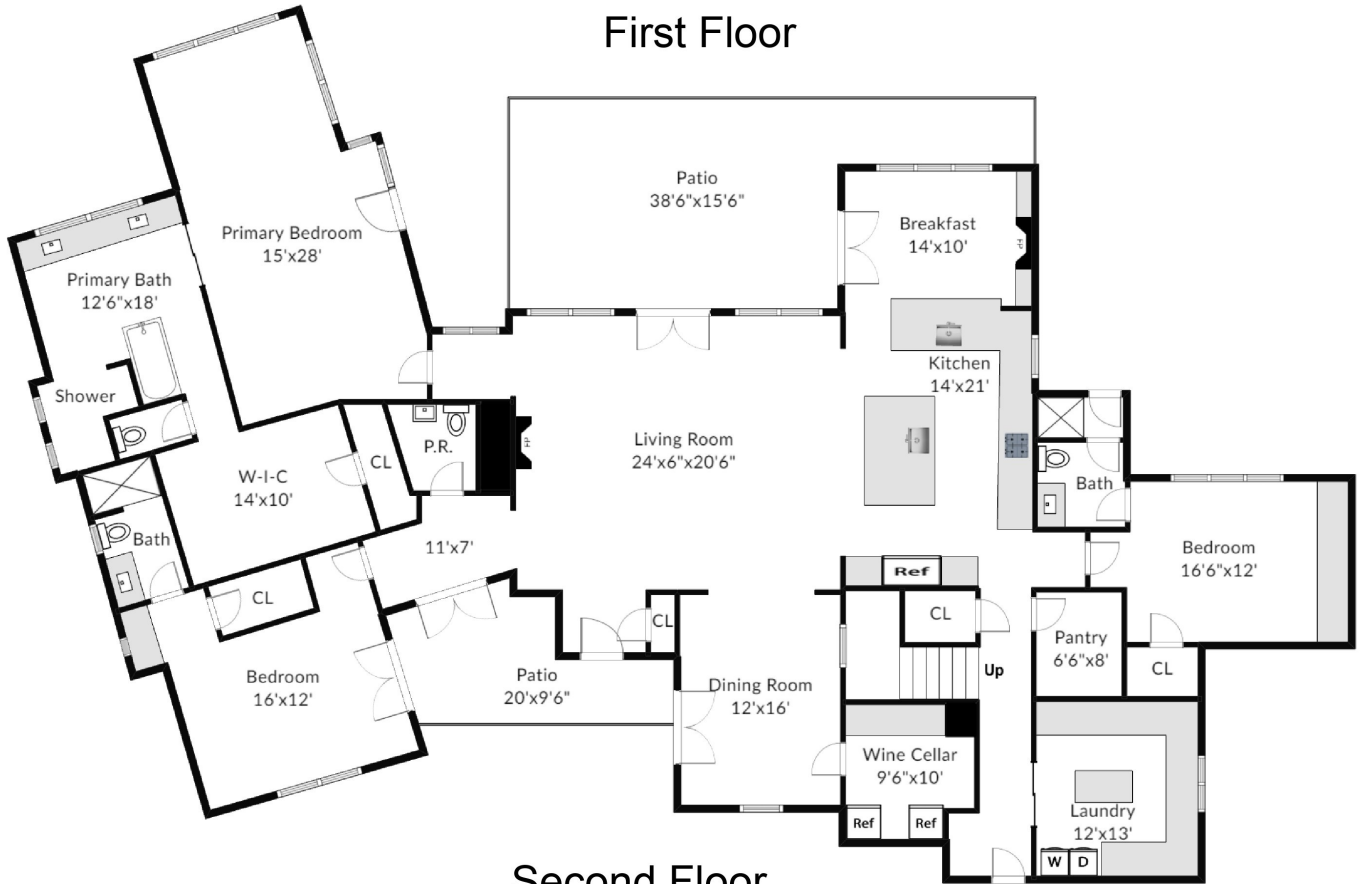 First Floor
Patio
38'6"x15'6"
Breakfast
14'x10'
FP
Primary Bedroom
15'x28'
Primary Bath
12'6"x18'
Kitchen
14'x21'
Shower
P.R.
FP
Living Room
24'x6"x20'6"
CL
W-I-C
14'x10'
Bath
Bath
11'x7'
Bedroom
16'6"x12'
Ref
CL
CL
CL
Pantry
6'6"x8'
CL
Up
Bedroom
16'x12'
Patio
20'x9'6"
Dining Room
12'x16'
Wine Cellar
9'6"x10'
Ref
Ref
Laundry
12'x13'
W
D
Second Floor